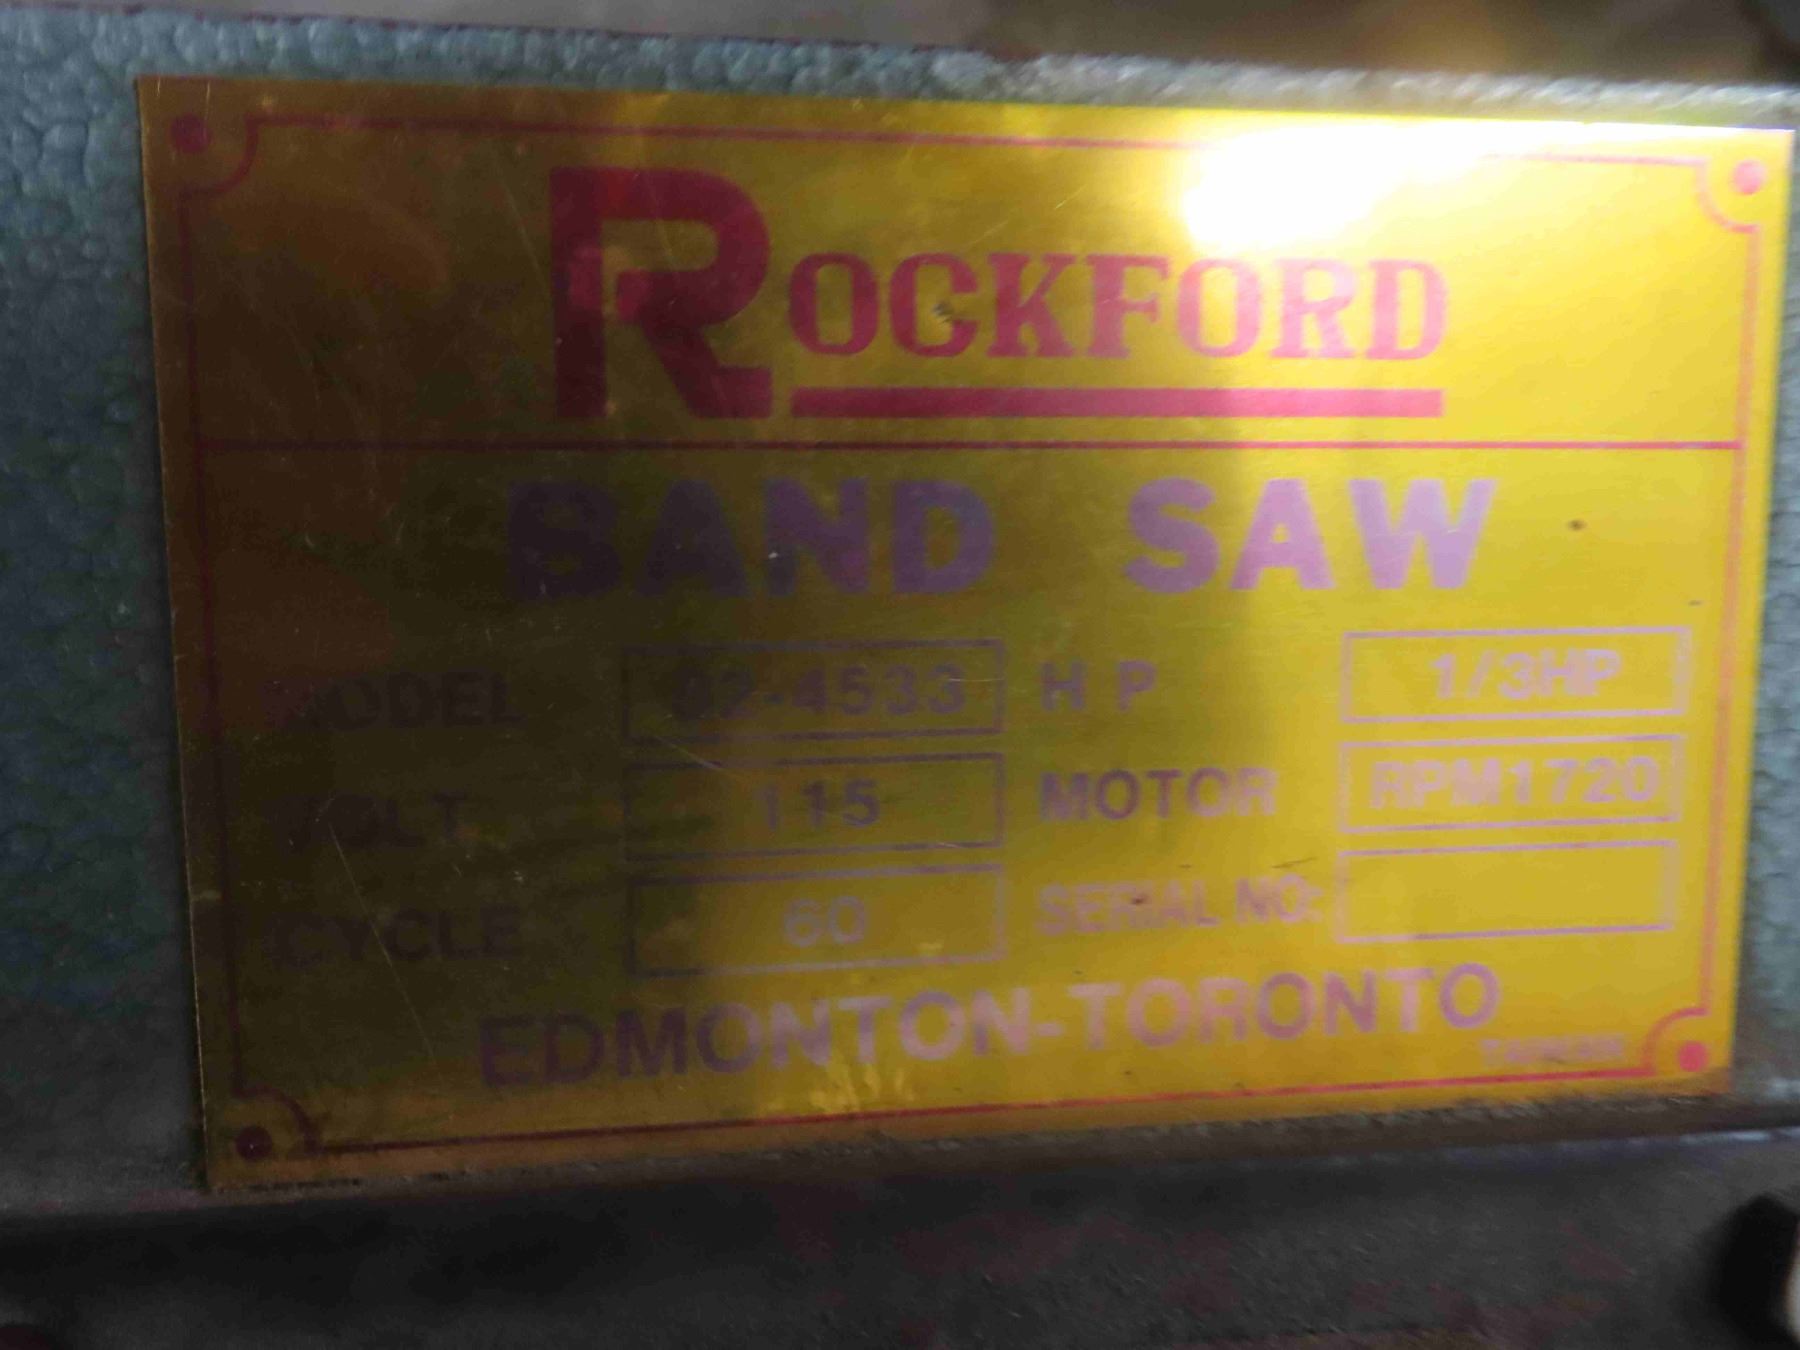 ROCKFORD
BAND SAW
MODEL 02-4533 HP 1/3HP
VOLT 115 MOTOR RPM1720
CYCLE 60 SERIAL NO:
EDMONTON-TORONTO
TAIWAN